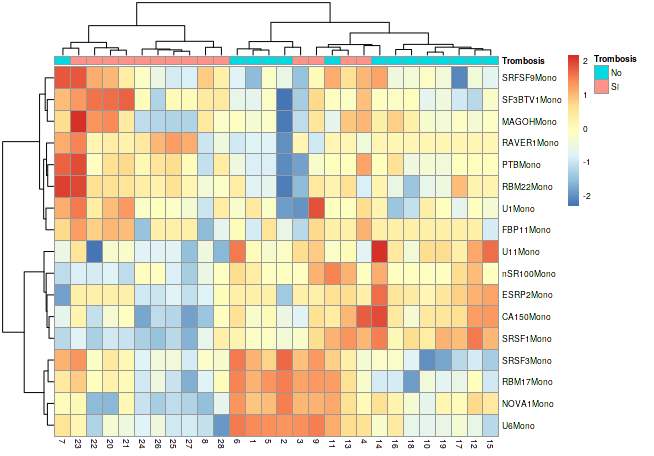 Trombosis
Trombosis
No
SI
2
1
0
-1
-2
SRFSF9Mono
SF3BTV1Mono
MAGOHMono
RAVER1Mono
PTBMono
RBM22Mono
U1Mono
FBP11Mono
U11Mono
nSR100Mono
ESRP2Mono
CA150Mono
SRSF1Mono
SRSF3Mono
RBM17Mono
NOVA1Mono
U6Mono
7 23 22 20 21 24 26 25 27 8 28 6 1 5 2 3 9 11 13 4 14 16 18 10 19 17 12 15